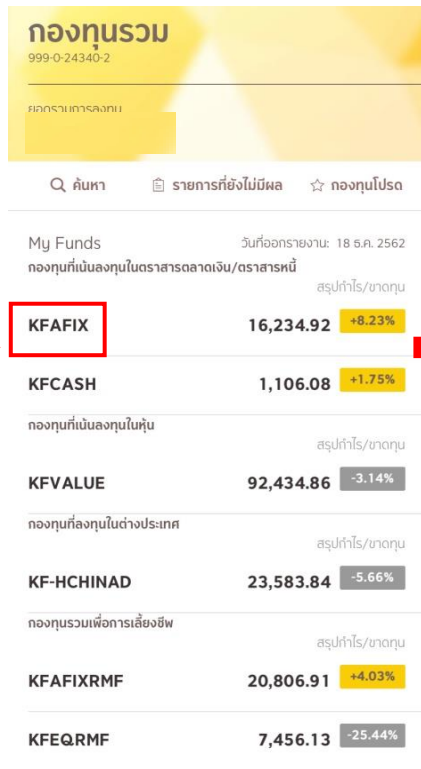 กองทุนรวม
999-0-24340-2
ยอดรวมการลงทุน
ค้นหา รายการที่ยังไม่มีผล กองทุนโปรด
My Funds วันที่ออกรายงาน: 18 ธ.ค. 2562
กองทุนที่เน้นลงทุนในตราสารตลาดเงิน/ตราสารหนี้
สรุปกำไร/ขาดทุน
KFAFIX 16,234.92 +8.23%
KFCASH 1,106.08 +1.75%
กองทุนที่เน้นลงทุนในหุ้น
สรุปกำไร/ขาดทุน
KFVALUE 92,434.86 -3.14%
กองทุนที่ลงทุนในต่างประเทศ
สรุปกำไร/ขาดทุน
KF-HCHINAD 23,583.84 -5.66%
กองทุนรวมเพื่อการเลี้ยงชีพ
สรุปกำไร/ขาดทุน
KFAFIXRMF 20,806.91 +4.03%
KFEQRMF 7,456.13 -25.44%